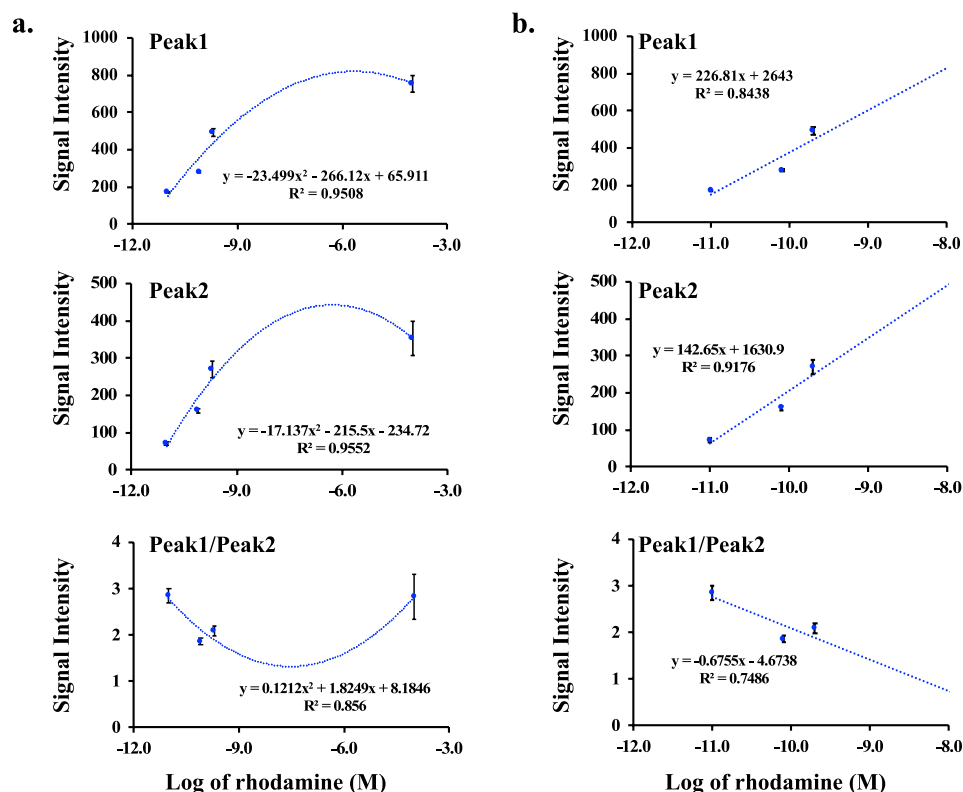 a.
Peak1
Signal Intensity
1000
800
600
400
200
0
y = -23.499x² - 266.12x + 65.911
R² = 0.9508
-12.0 -9.0 -6.0 -3.0
Peak2
Signal Intensity
500
400
300
200
100
0
y = -17.137x² - 215.5x - 234.72
R² = 0.9552
-12.0 -9.0 -6.0 -3.0
Peak1/Peak2
Signal Intensity
4
3
2
1
0
y = 0.1212x² + 1.8249x + 8.1846
R² = 0.856
-12.0 -9.0 -6.0 -3.0
Log of rhodamine (M)
b.
Peak1
Signal Intensity
1000
800
600
400
200
0
y = 226.81x + 2643
R² = 0.8438
-12.0 -11.0 -10.0 -9.0 -8.0
Peak2
Signal Intensity
500
400
300
200
100
0
y = 142.65x + 1630.9
R² = 0.9176
-12.0 -11.0 -10.0 -9.0 -8.0
Peak1/Peak2
Signal Intensity
4
3
2
1
0
y = -0.6755x - 4.6738
R² = 0.7486
-12.0 -11.0 -10.0 -9.0 -8.0
Log of rhodamine (M)